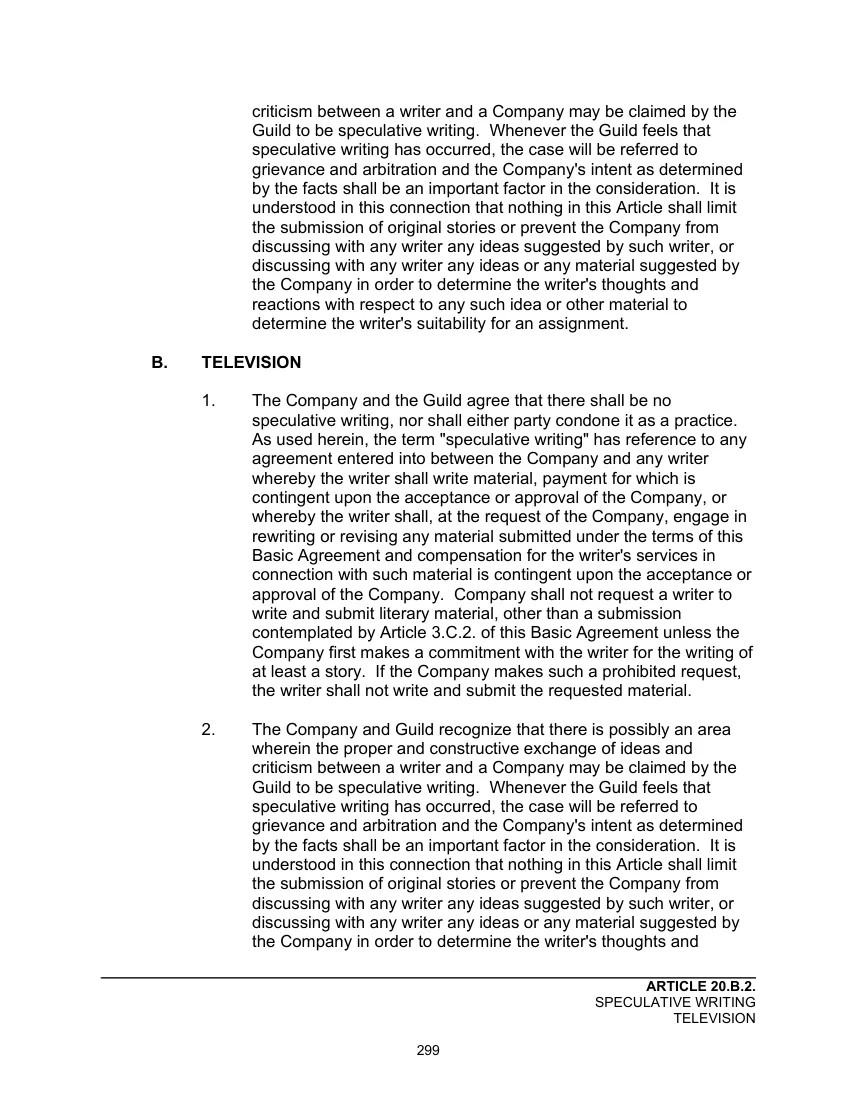 criticism between a writer and a Company may be claimed by the
Guild to be speculative writing.  Whenever the Guild feels that
speculative writing has occurred, the case will be referred to
grievance and arbitration and the Company's intent as determined
by the facts shall be an important factor in the consideration.  It is
understood in this connection that nothing in this Article shall limit
the submission of original stories or prevent the Company from
discussing with any writer any ideas suggested by such writer, or
discussing with any writer any ideas or any material suggested by
the Company in order to determine the writer's thoughts and
reactions with respect to any such idea or other material to
determine the writer's suitability for an assignment.
B. TELEVISION
1. The Company and the Guild agree that there shall be no
speculative writing, nor shall either party condone it as a practice.
As used herein, the term "speculative writing" has reference to any
agreement entered into between the Company and any writer
whereby the writer shall write material, payment for which is
contingent upon the acceptance or approval of the Company, or
whereby the writer shall, at the request of the Company, engage in
rewriting or revising any material submitted under the terms of this
Basic Agreement and compensation for the writer's services in
connection with such material is contingent upon the acceptance or
approval of the Company.  Company shall not request a writer to
write and submit literary material, other than a submission
contemplated by Article 3.C.2. of this Basic Agreement unless the
Company first makes a commitment with the writer for the writing of
at least a story.  If the Company makes such a prohibited request,
the writer shall not write and submit the requested material.
2. The Company and Guild recognize that there is possibly an area
wherein the proper and constructive exchange of ideas and
criticism between a writer and a Company may be claimed by the
Guild to be speculative writing.  Whenever the Guild feels that
speculative writing has occurred, the case will be referred to
grievance and arbitration and the Company's intent as determined
by the facts shall be an important factor in the consideration.  It is
understood in this connection that nothing in this Article shall limit
the submission of original stories or prevent the Company from
discussing with any writer any ideas suggested by such writer, or
discussing with any writer any ideas or any material suggested by
the Company in order to determine the writer's thoughts and
ARTICLE 20.B.2.
SPECULATIVE WRITING
TELEVISION
299